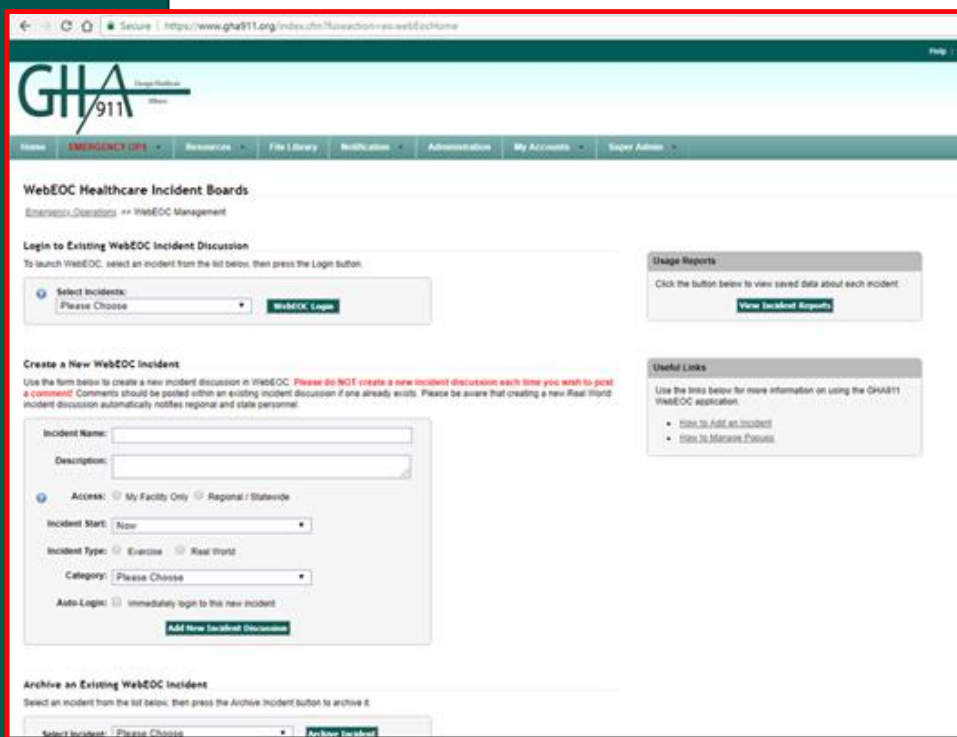 Secure | https://www.gha911.org/index.cfm?fuseaction=eo.webEocHome
Help
GHA
911
Home EMERGENCY OPS Resources File Library Notification Administration My Accounts Super Admin
WebEOC Healthcare Incident Boards
Emergency Operations >> WebEOC Management
Login to Existing WebEOC Incident Discussion
To launch WebEOC, select an incident from the list below, then press the Login button.
Select Incidents:
Please Choose
WebEOC Login
Usage Reports
Click the button below to view saved data about each incident
View Incident Reports
Create a New WebEOC Incident
Use the form below to create a new incident discussion in WebEOC. Please do NOT create a new incident discussion each time you wish to post
a comment! Comments should be posted within an existing incident discussion if one already exists. Please be aware that creating a new Real World
incident discussion automatically notifies regional and state personnel.
Incident Name:
Description:
Access: My Facility Only Regional / Statewide
Incident Start: Now
Incident Type: Exercise Real World
Category: Please Choose
Auto-Login: Immediately login to this new incident
Add New Incident Discussion
Useful Links
Use the links below for more information on using the GHA911
WebEOC application.
How to Add an Incident
How to Manage Popups
Archive an Existing WebEOC Incident
Select an incident from the list below, then press the Archive Incident button to archive it.
Select Incident: Please Choose
Archive Incident